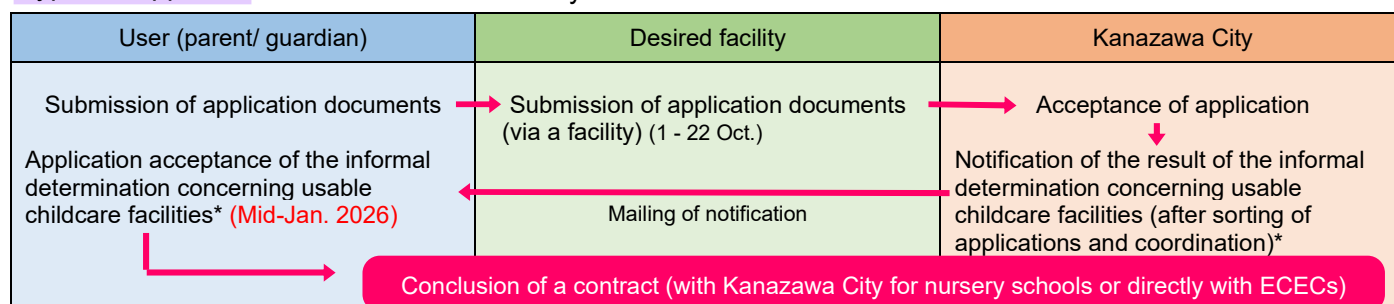 User (parent/ guardian)
Desired facility
Kanazawa City
Submission of application documents
Submission of application documents
(via a facility) (1 - 22 Oct.)
Acceptance of application
Application acceptance of the informal
determination concerning usable
childcare facilities* (Mid-Jan. 2026)
Mailing of notification
Notification of the result of the informal
determination concerning usable
childcare facilities (after sorting of
applications and coordination)*
Conclusion of a contract (with Kanazawa City for nursery schools or directly with ECECs)